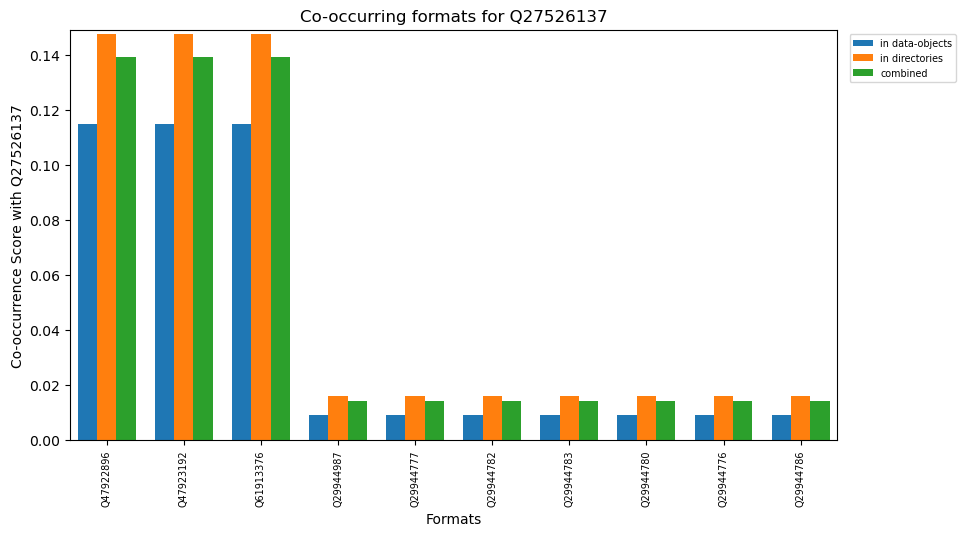 Co-occurring formats for Q27526137
in data-objects
in directories
combined
Co-occurrence Score with Q27526137
0.14
0.12
0.10
0.08
0.06
0.04
0.02
0.00
Q47922896
Q47923192
Q61913376
Q29944987
Q29944777
Q29944782
Q29944783
Q29944780
Q29944776
Q29944786
Formats